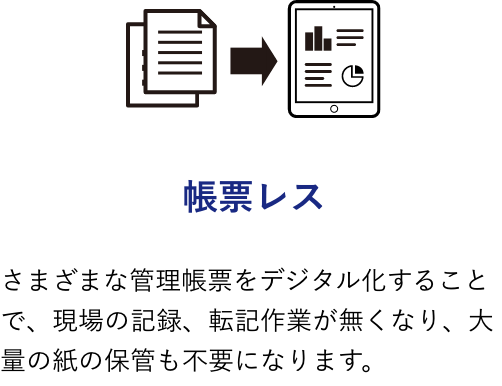 帳票レス
さまざまな管理帳票をデジタル化すること
で、現場の記録、転記作業が無くなり、大
量の紙の保管も不要になります。